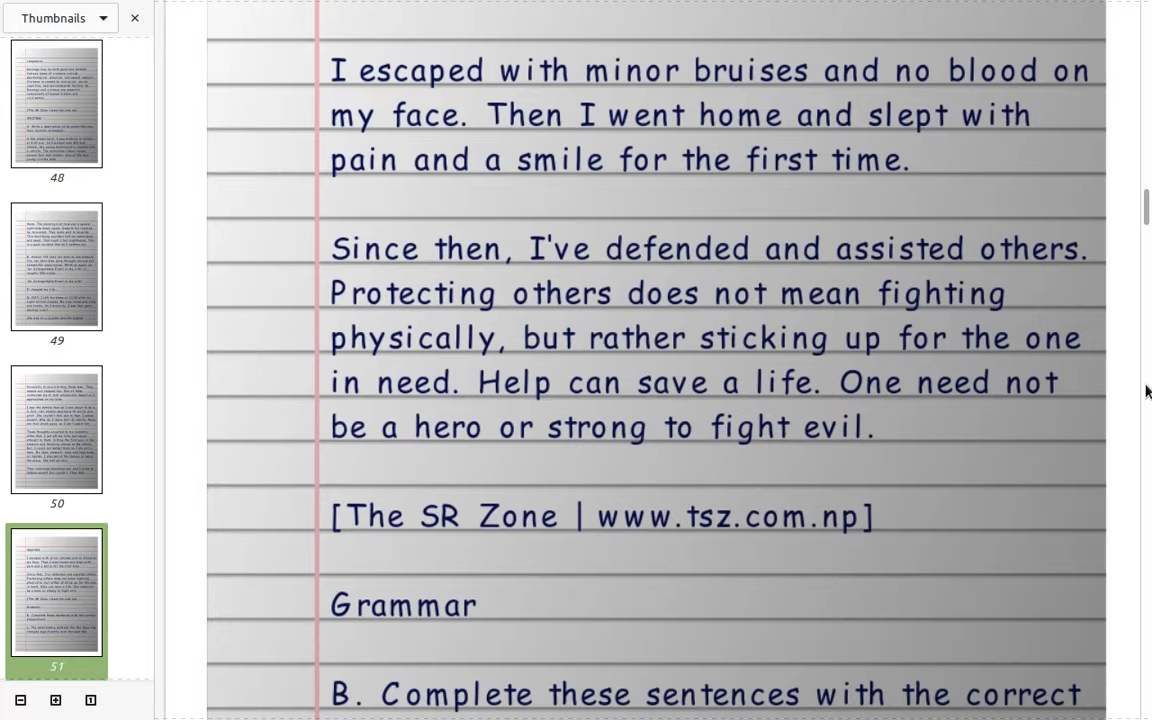 Thumbnails
48
49
50
51
I escaped with minor bruises and no blood on
my face. Then I went home and slept with
pain and a smile for the first time.
Since then, I've defended and assisted others.
Protecting others does not mean fighting
physically, but rather sticking up for the one
in need. Help can save a life. One need not
be a hero or strong to fight evil.
[The SR Zone | www.tsz.com.np]
Grammar
B. Complete these sentences with the correct